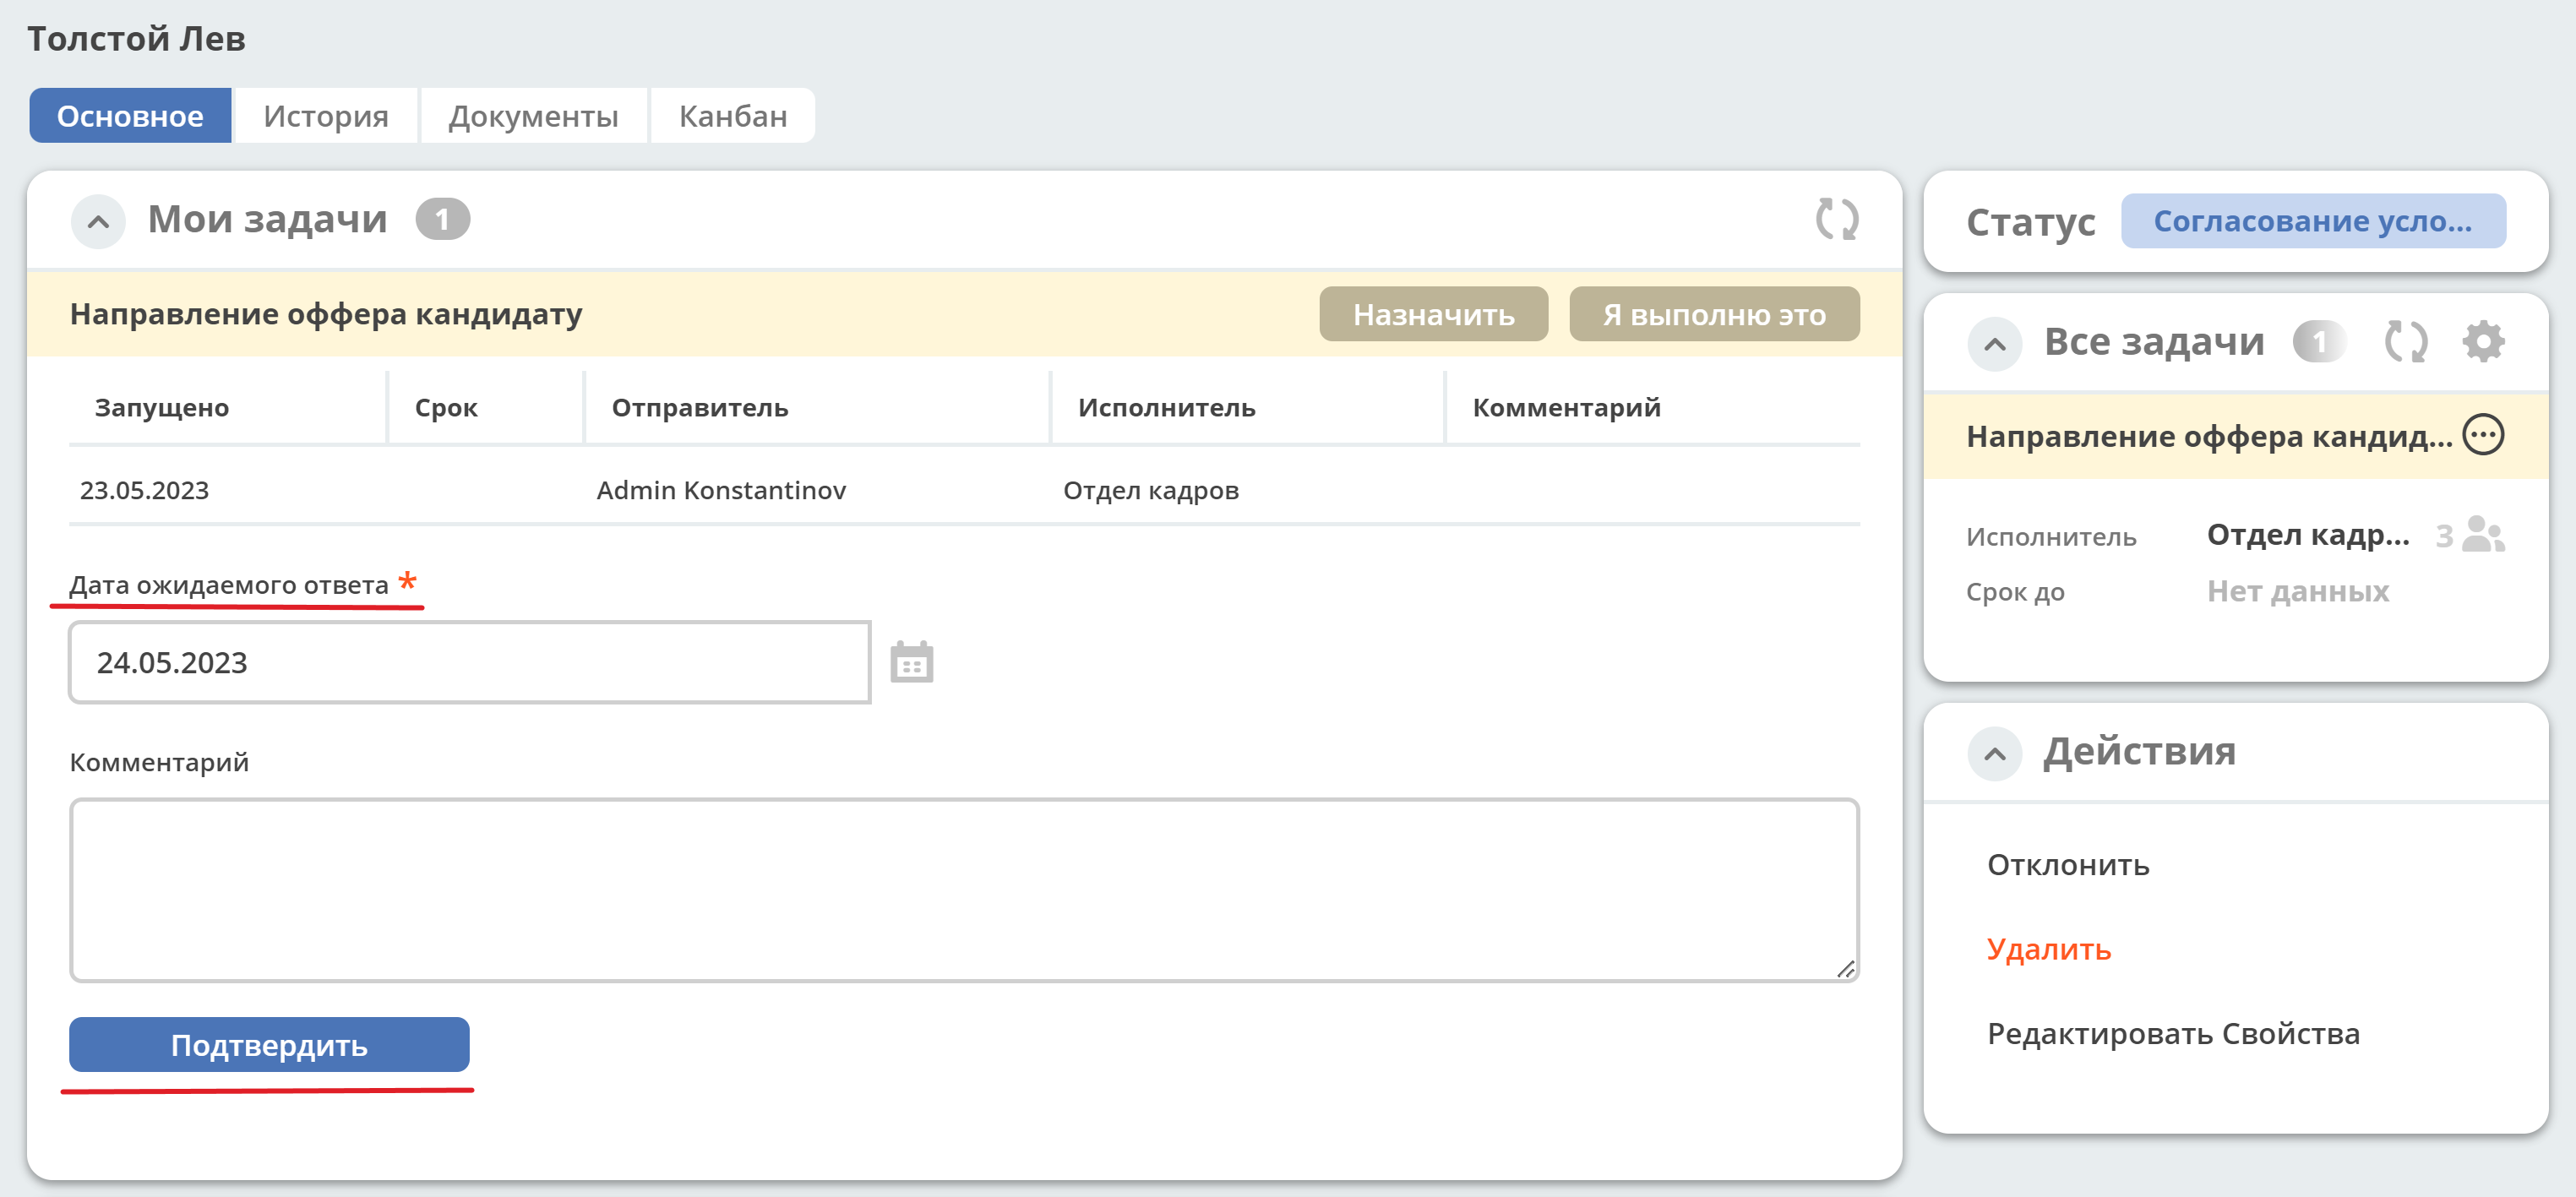 Толстой Лев
Основное История Документы Канбан
Мои задачи 1
Направление оффера кандидату Назначить Я выполню это
Запущено Срок Отправитель Исполнитель Комментарий
23.05.2023 Admin Konstantinov Отдел кадров
Дата ожидаемого ответа *
24.05.2023
Комментарий
Подтвердить
Статус Согласование усло...
Все задачи 1
Направление оффера кандид...
Исполнитель Отдел кадр... 3
Срок до Нет данных
Действия
Отклонить
Удалить
Редактировать Свойства